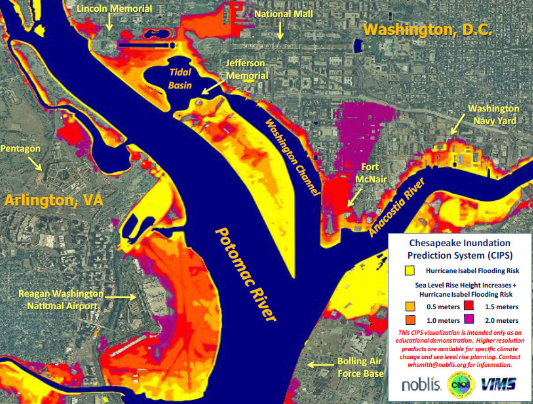 Lincoln Memorial
National Mall
Washington, D.C.
Tidal
Basin
Jefferson
Memorial
Washington
Navy Yard
Washington Channel
Pentagon
Fort
McNair
Arlington, VA
Anacostia River
Potomac River
Reagan Washington
National Airport
Bolling Air
Force Base
Chesapeake Inundation
Prediction System (CIPS)
Hurricane Isabel Flooding Risk
Sea Level Rise Height Increases +
Hurricane Isabel Flooding Risk
0.5 meters 1.5 meters
1.0 meters 2.0 meters
This CIPS visualization is intended only as an
educational demonstration. Higher resolution
products are available for specific climate
change and sea level rise planning. Contact
whsmith@noblis.org for information.
noblis. CBOS VIMS